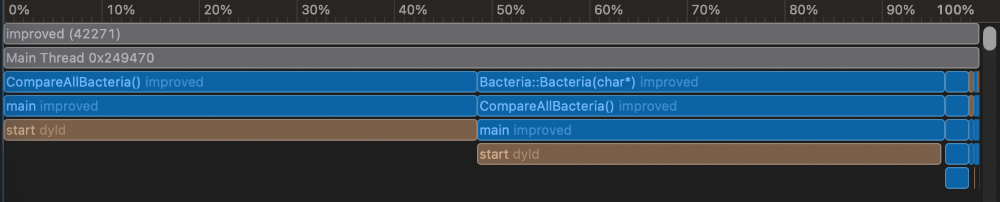 0% 10% 20% 30% 40% 50% 60% 70% 80% 90% 100%
improved (42271)
Main Thread 0x249470
CompareAllBacteria() improved Bacteria::Bacteria(char*) improved
main improved CompareAllBacteria() improved
start dyld main improved
start dyld